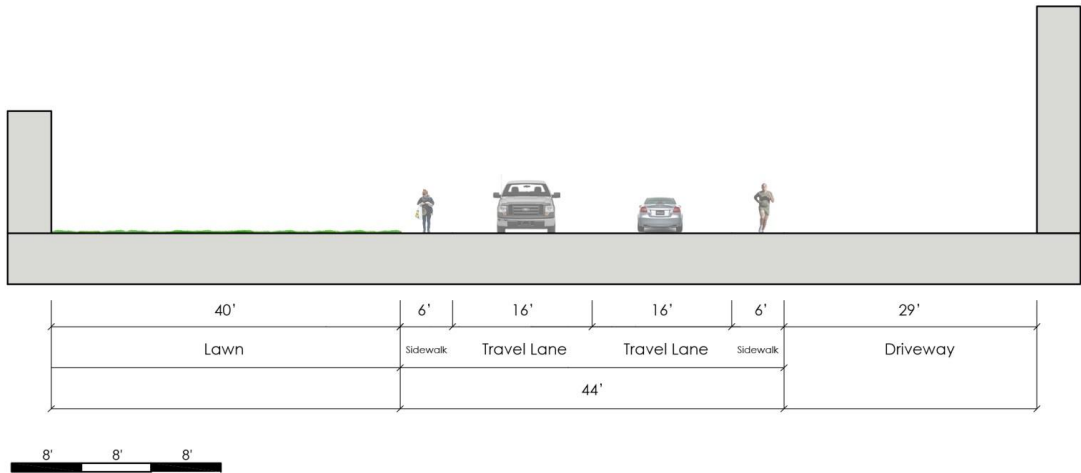 40' 6' 16' 16' 6' 29'
Lawn Sidewalk Travel Lane Travel Lane Sidewalk Driveway
44'
8' 8' 8'